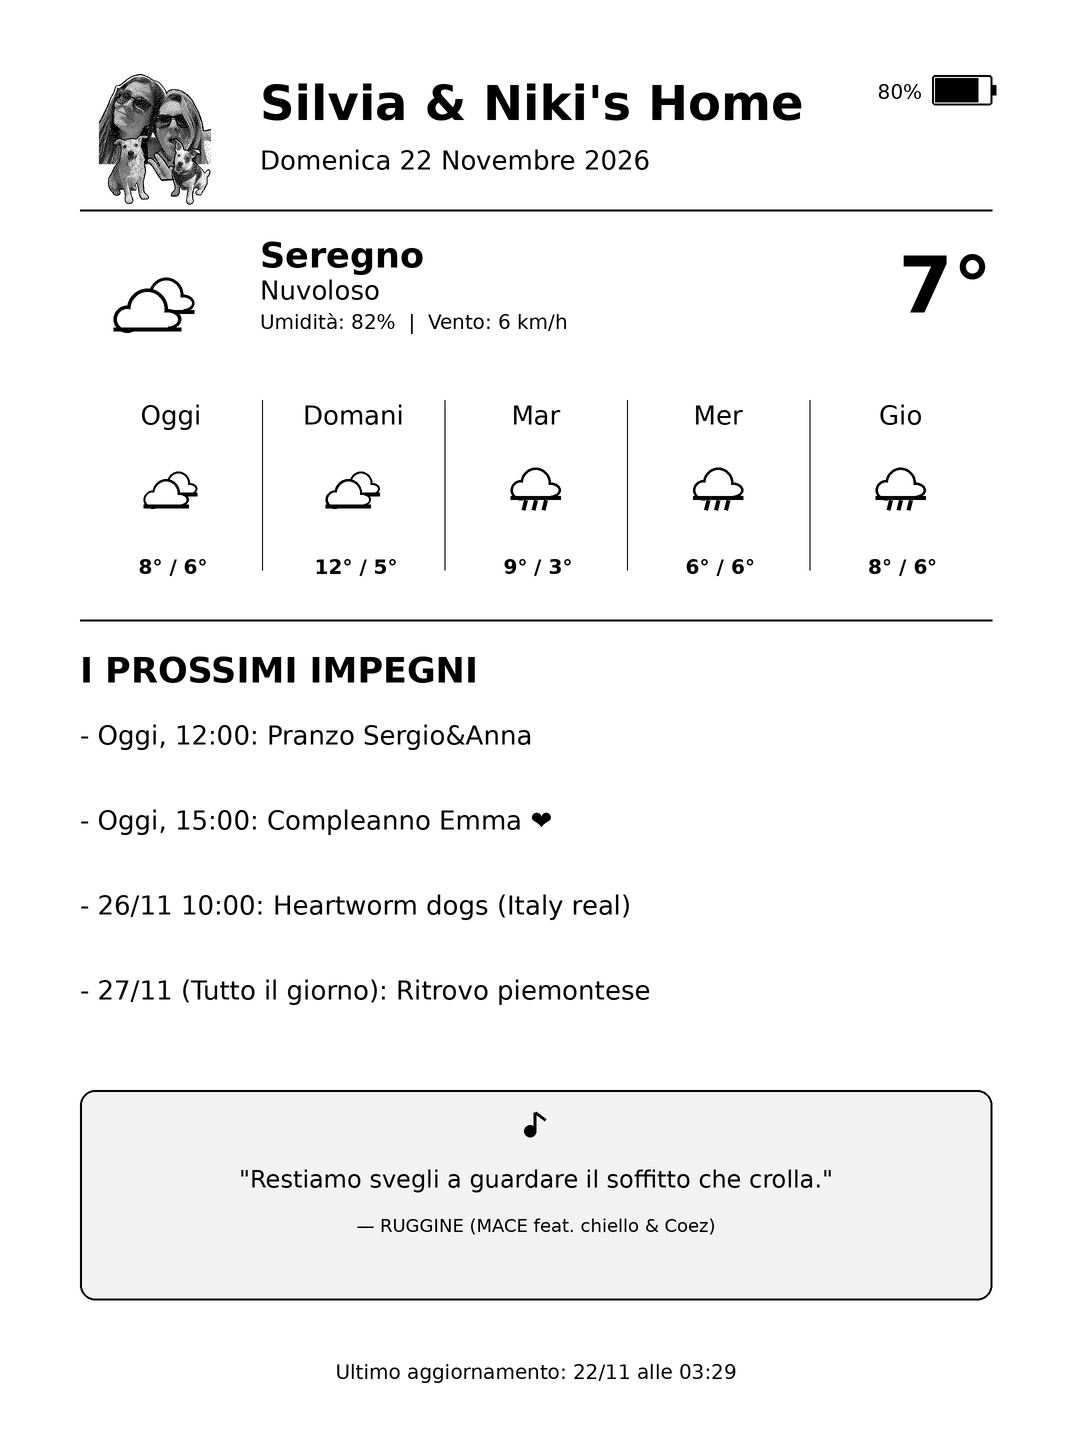 Silvia & Niki's Home
80%
Domenica 22 Novembre 2026
Seregno
Nuvoloso
Umidità: 82%  |  Vento: 6 km/h
7°
Oggi
Domani
Mar
Mer
Gio
8° / 6°
12° / 5°
9° / 3°
6° / 6°
8° / 6°
I PROSSIMI IMPEGNI
- Oggi, 12:00: Pranzo Sergio&Anna
- Oggi, 15:00: Compleanno Emma ❤
- 26/11 10:00: Heartworm dogs (Italy real)
- 27/11 (Tutto il giorno): Ritrovo piemontese
"Restiamo svegli a guardare il soffitto che crolla."
— RUGGINE (MACE feat. chiello & Coez)
Ultimo aggiornamento: 22/11 alle 03:29